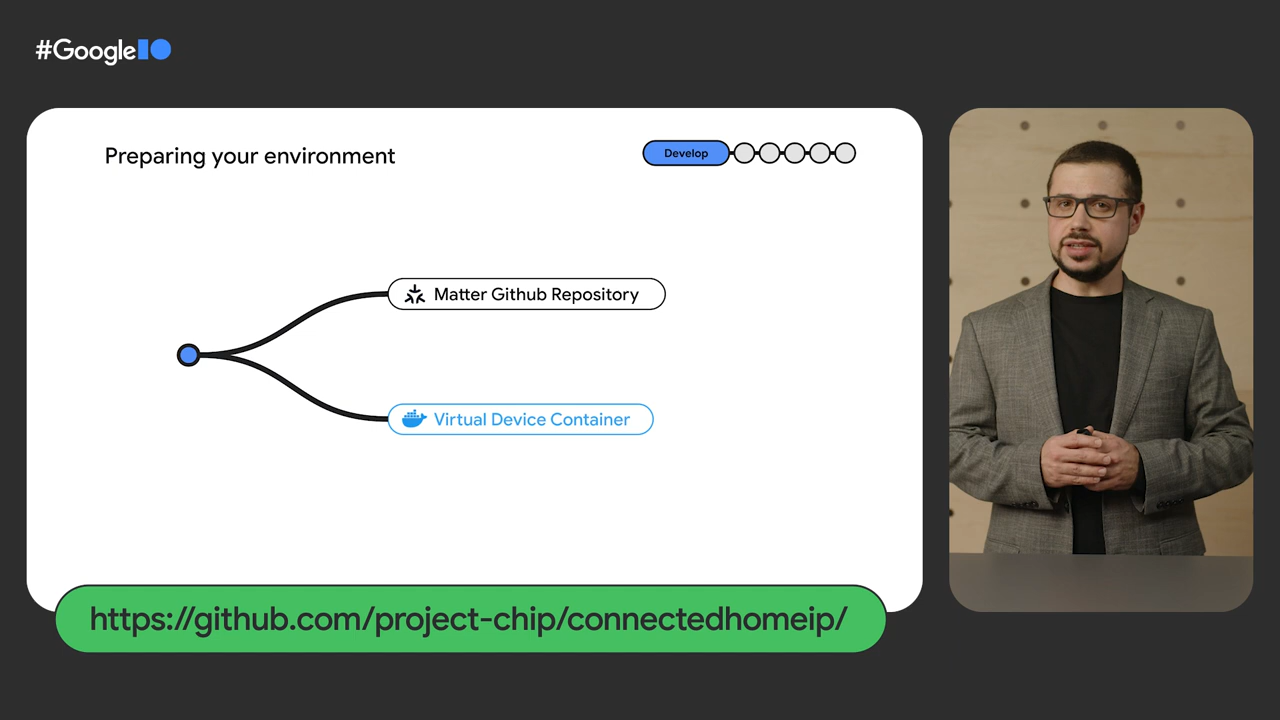 #GoogleIO
Preparing your environment
Develop
Matter Github Repository
Virtual Device Container
https://github.com/project-chip/connectedhomeip/